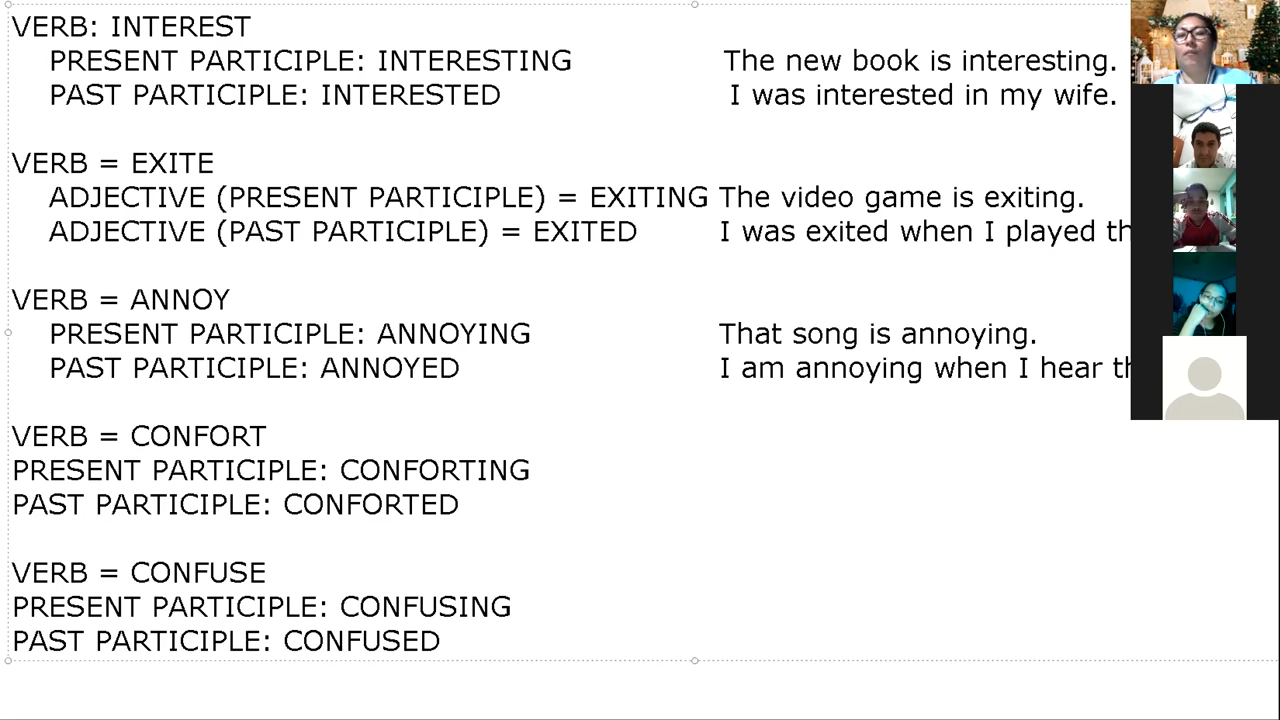 VERB: INTEREST
PRESENT PARTICIPLE: INTERESTING The new book is interesting.
PAST PARTICIPLE: INTERESTED I was interested in my wife.
VERB = EXITE
ADJECTIVE (PRESENT PARTICIPLE) = EXITING The video game is exiting.
ADJECTIVE (PAST PARTICIPLE) = EXITED I was exited when I played
VERB = ANNOY
PRESENT PARTICIPLE: ANNOYING That song is annoying.
PAST PARTICIPLE: ANNOYED I am annoying when I hear
VERB = CONFORT
PRESENT PARTICIPLE: CONFORTING
PAST PARTICIPLE: CONFORTED
VERB = CONFUSE
PRESENT PARTICIPLE: CONFUSING
PAST PARTICIPLE: CONFUSED